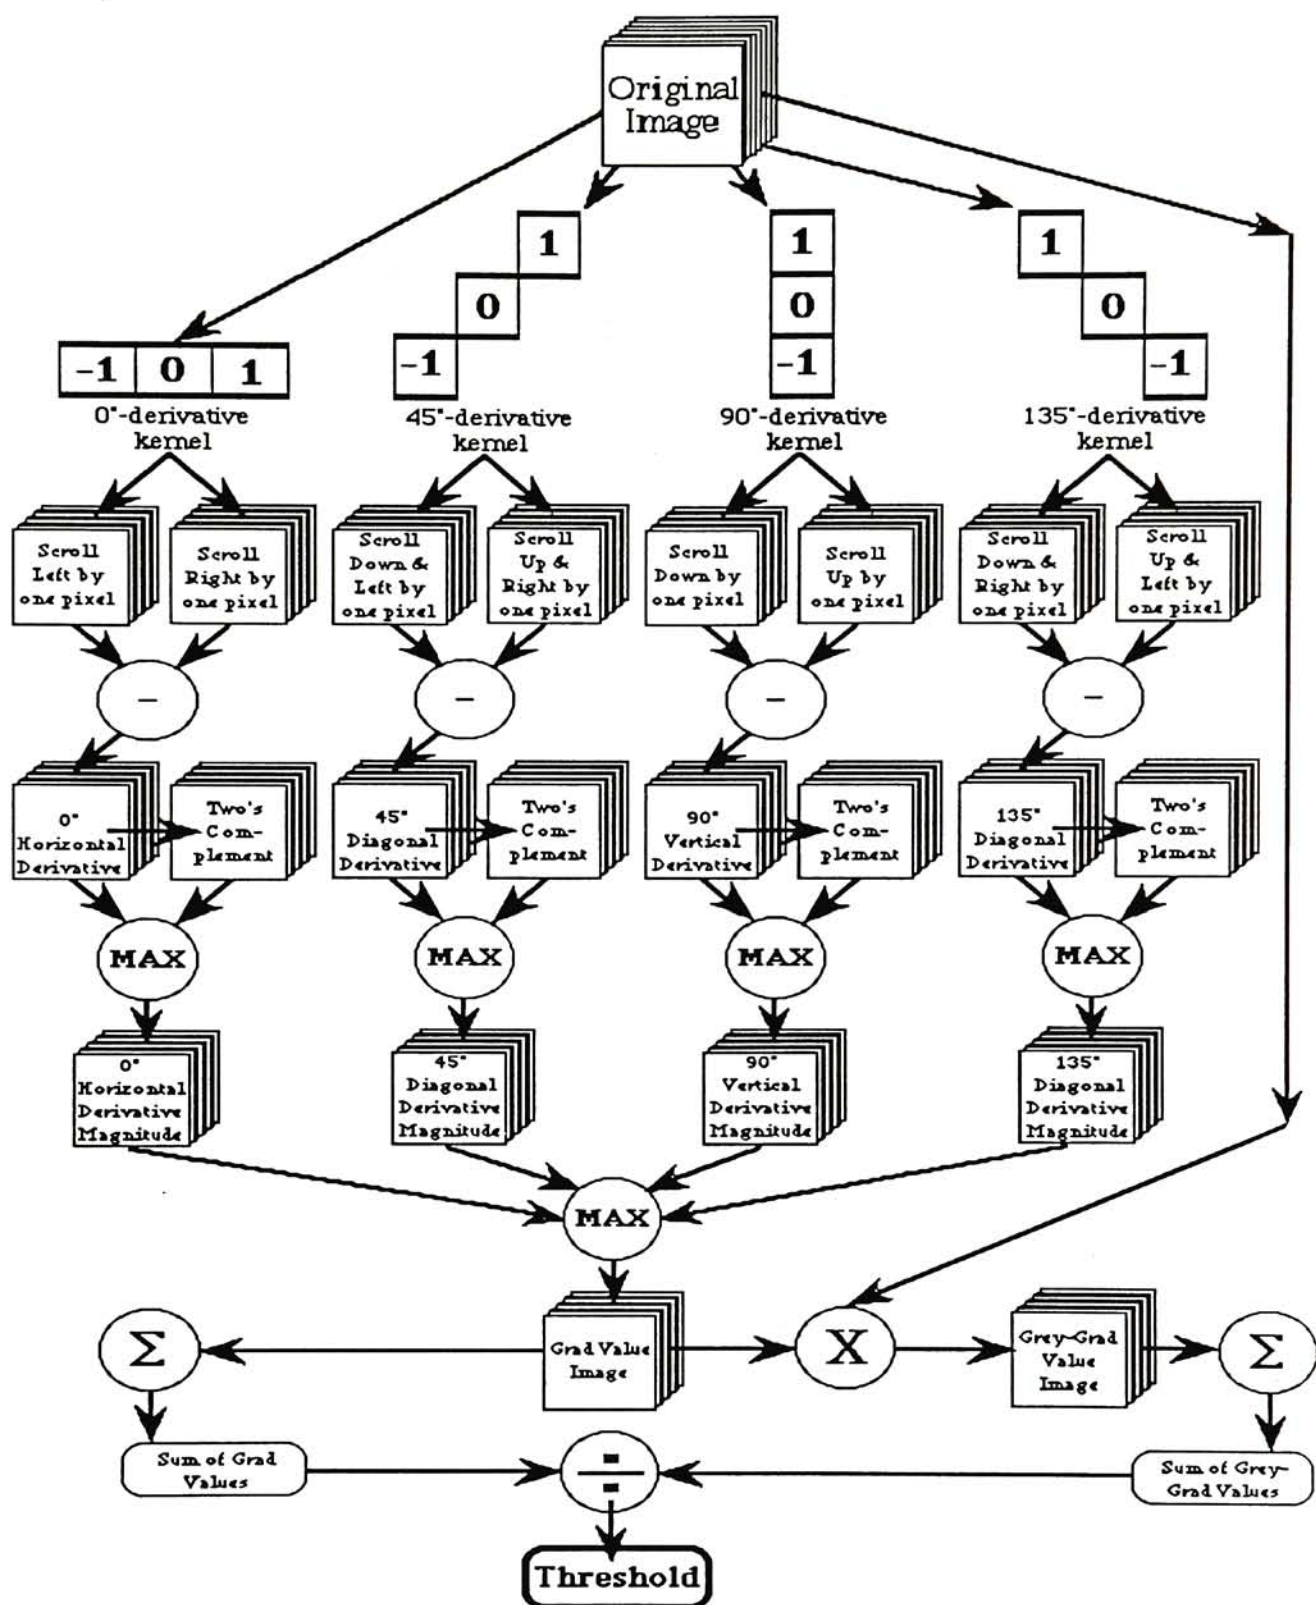 Original
Image
1
1
1
0
0
0
-1
-1
-1
-1 0 1
0°-derivative
kernel
45°-derivative
kernel
90°-derivative
kernel
135°-derivative
kernel
Scroll
Left by
one pixel
Scroll
Right by
one pixel
Scroll
Down &
Left by
one pixel
Scroll
Up &
Right by
one pixel
Scroll
Down by
one pixel
Scroll
Up by
one pixel
Scroll
Down &
Right by
one pixel
Scroll
Up &
Left by
one pixel
-
-
-
-
0°
Horizontal
Derivative
Two's
Com-
plement
45°
Diagonal
Derivative
Two's
Com-
plement
90°
Vertical
Derivative
Two's
Com-
plement
135°
Diagonal
Derivative
Two's
Com-
plement
MAX
MAX
MAX
MAX
0°
Horizontal
Derivative
Magnitude
45°
Diagonal
Derivative
Magnitude
90°
Vertical
Derivative
Magnitude
135°
Diagonal
Derivative
Magnitude
MAX
Σ
Grad Value
Image
X
Grey-Grad
Value
Image
Σ
Sum of Grad
Values
÷
Sum of Grey-
Grad Values
Threshold